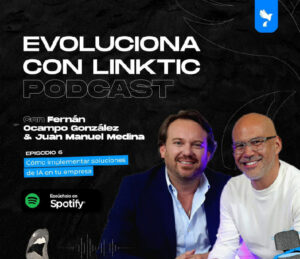 EVOLUCIONA
CON LINKTIC
PODCAST
Con Fernán
Ocampo González
& Juan Manuel Medina
EPISODIO 6
Cómo implementar soluciones
de IA en tu empresa
Escúchalo en
Spotify